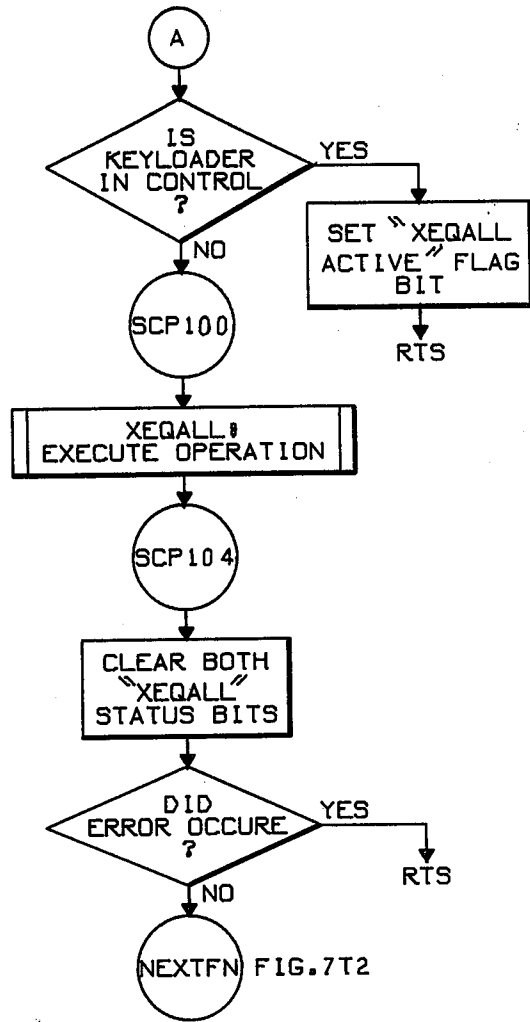 A
IS
KEYLOADER
IN CONTROL
?
YES
NO
SET "XEQALL
ACTIVE" FLAG
BIT
RTS
SCP100
XEQALL:
EXECUTE OPERATION
SCP104
CLEAR BOTH
"XEQALL"
STATUS BITS
DID
ERROR OCCURE
?
YES
RTS
NO
NEXTFN FIG.7T2